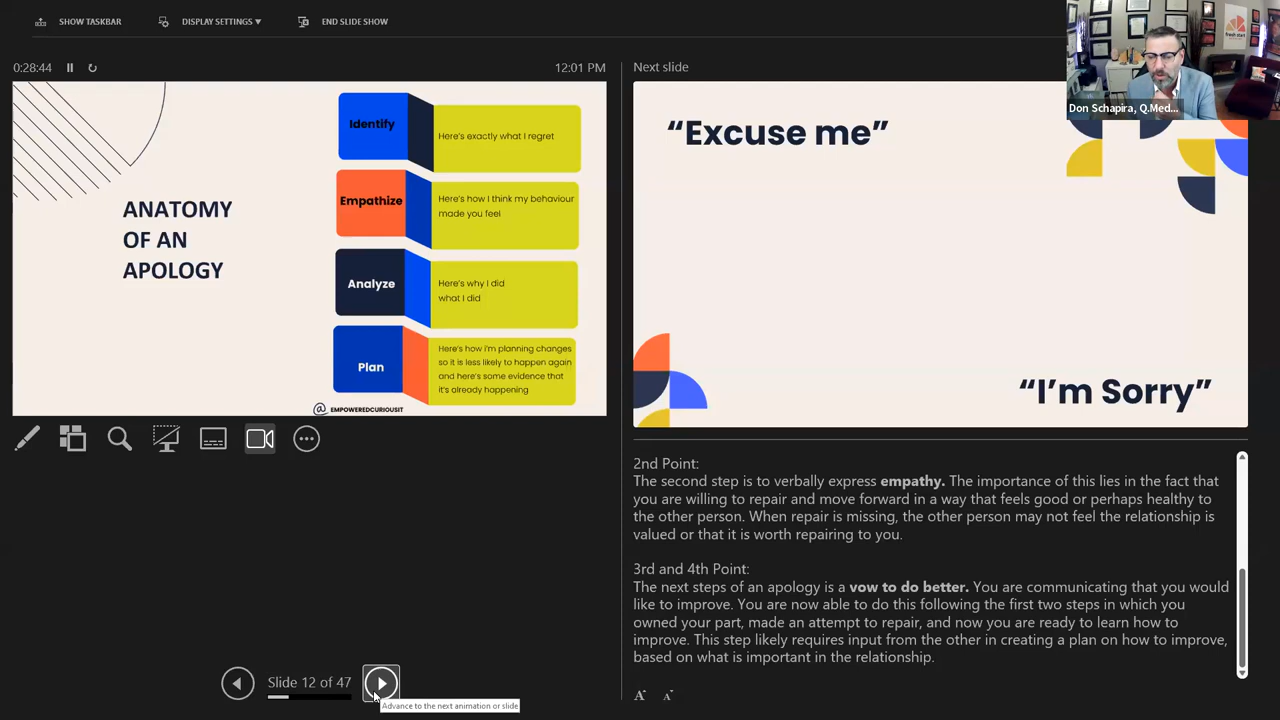 SHOW TASKBAR
DISPLAY SETTINGS ▼
END SLIDE SHOW
0:28:44
12:01 PM
ANATOMY
OF AN
APOLOGY
Identify
Here's exactly what I regret
Empathize
Here's how I think my behaviour
made you feel
Analyze
Here's why I did
what I did
Plan
Here's how i'm planning changes
so it is less likely to happen again
and here's some evidence that
it's already happening
@ EMPOWEREDCURIOUSIT
Slide 12 of 47
Advance to the next animation or slide
Next slide
fresh start
Don Schapira, Q.Med...
“Excuse me”
“I’m Sorry”
2nd Point:
The second step is to verbally express empathy. The importance of this lies in the fact that
you are willing to repair and move forward in a way that feels good or perhaps healthy to
the other person. When repair is missing, the other person may not feel the relationship is
valued or that it is worth repairing to you.
3rd and 4th Point:
The next steps of an apology is a vow to do better. You are communicating that you would
like to improve. You are now able to do this following the first two steps in which you
owned your part, made an attempt to repair, and now you are ready to learn how to
improve. This step likely requires input from the other in creating a plan on how to improve,
based on what is important in the relationship.
A A